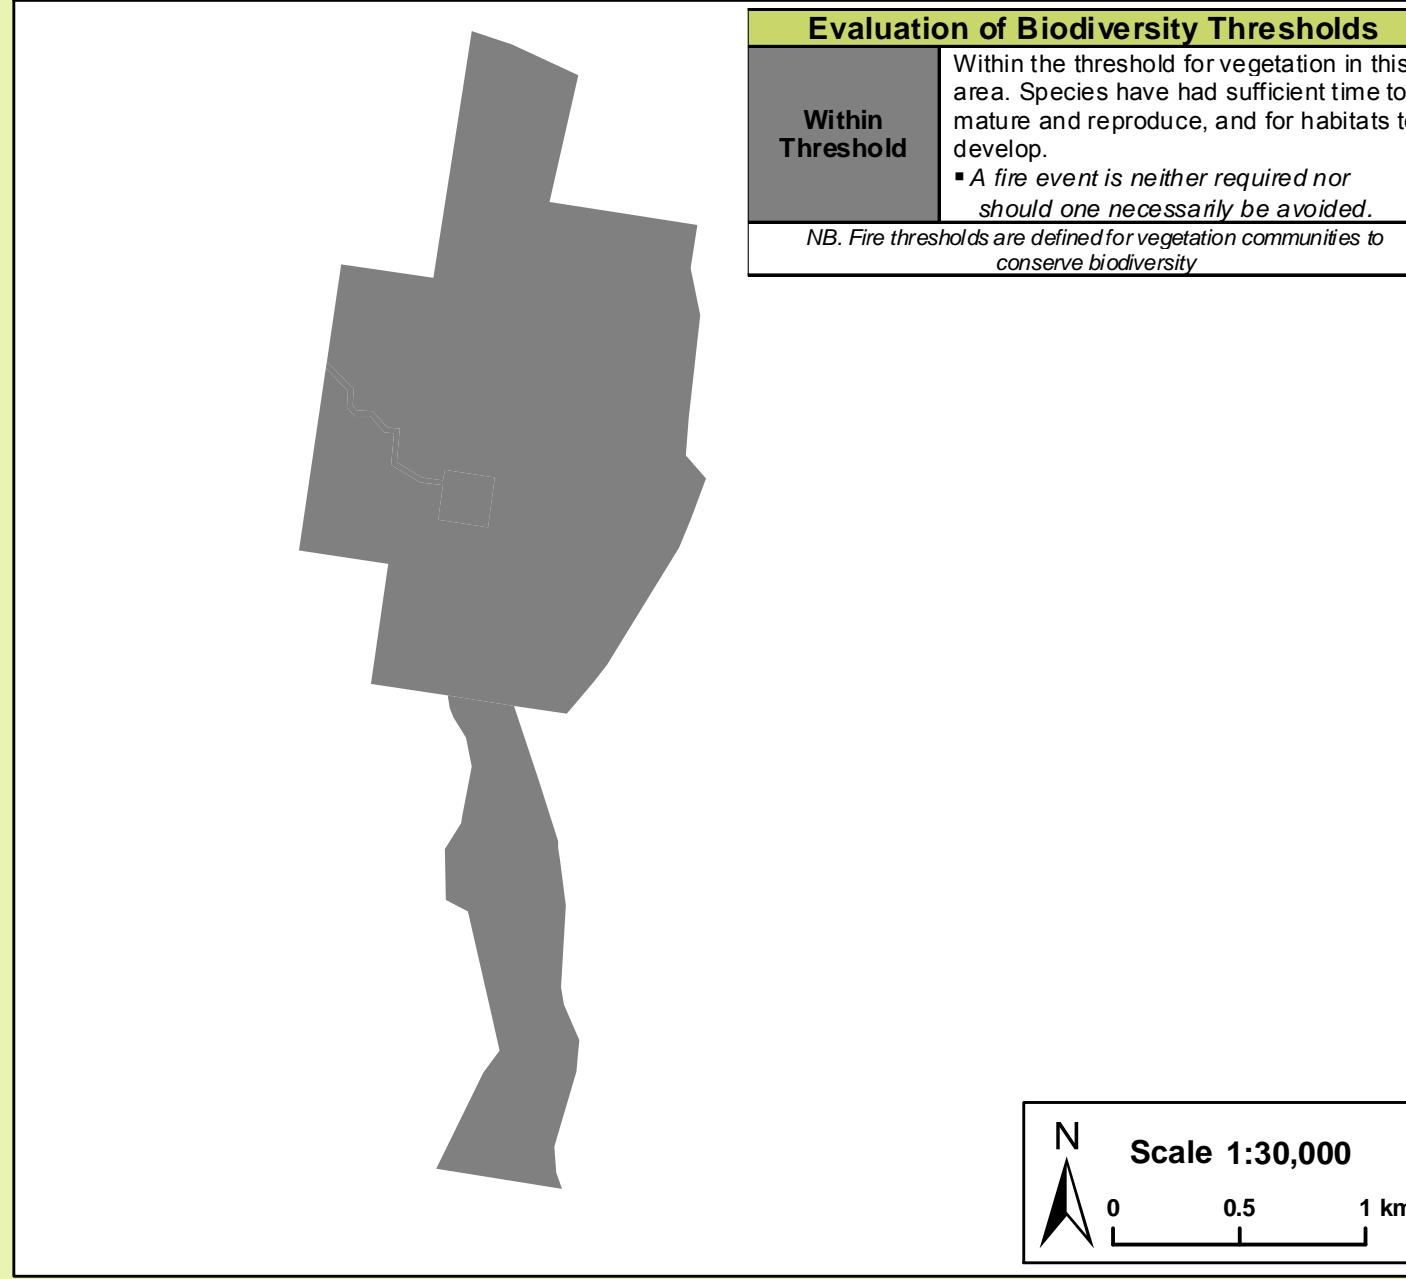 Evaluation of Biodiversity Thresholds
Within
Threshold
Within the threshold for vegetation in this
area. Species have had sufficient time to
mature and reproduce, and for habitats to
develop.
▪ A fire event is neither required nor
should one necessarily be avoided.
NB. Fire thresholds are defined for vegetation communities to
conserve biodiversity
N
Scale 1:30,000
0 0.5 1 km